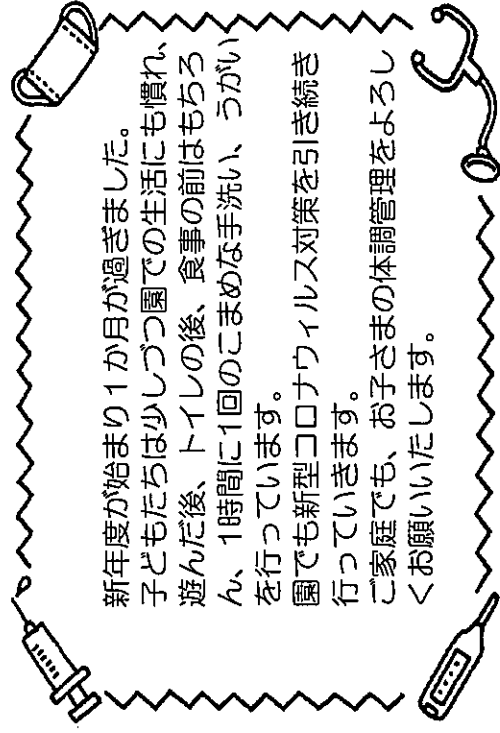 新年度が始まり1か月が過ぎました。
子どもたちは少しづつ園での生活にも慣れ、
遊んだ後、トイレの後、食事の前はもちろ
ん、1時間に1回のこまめな手洗い、うがい
を行っています。
園でも新型コロナウィルス対策を引き続き
行っていきます。
ご家庭でも、お子さまの体調管理をよろし
くお願いいたします。